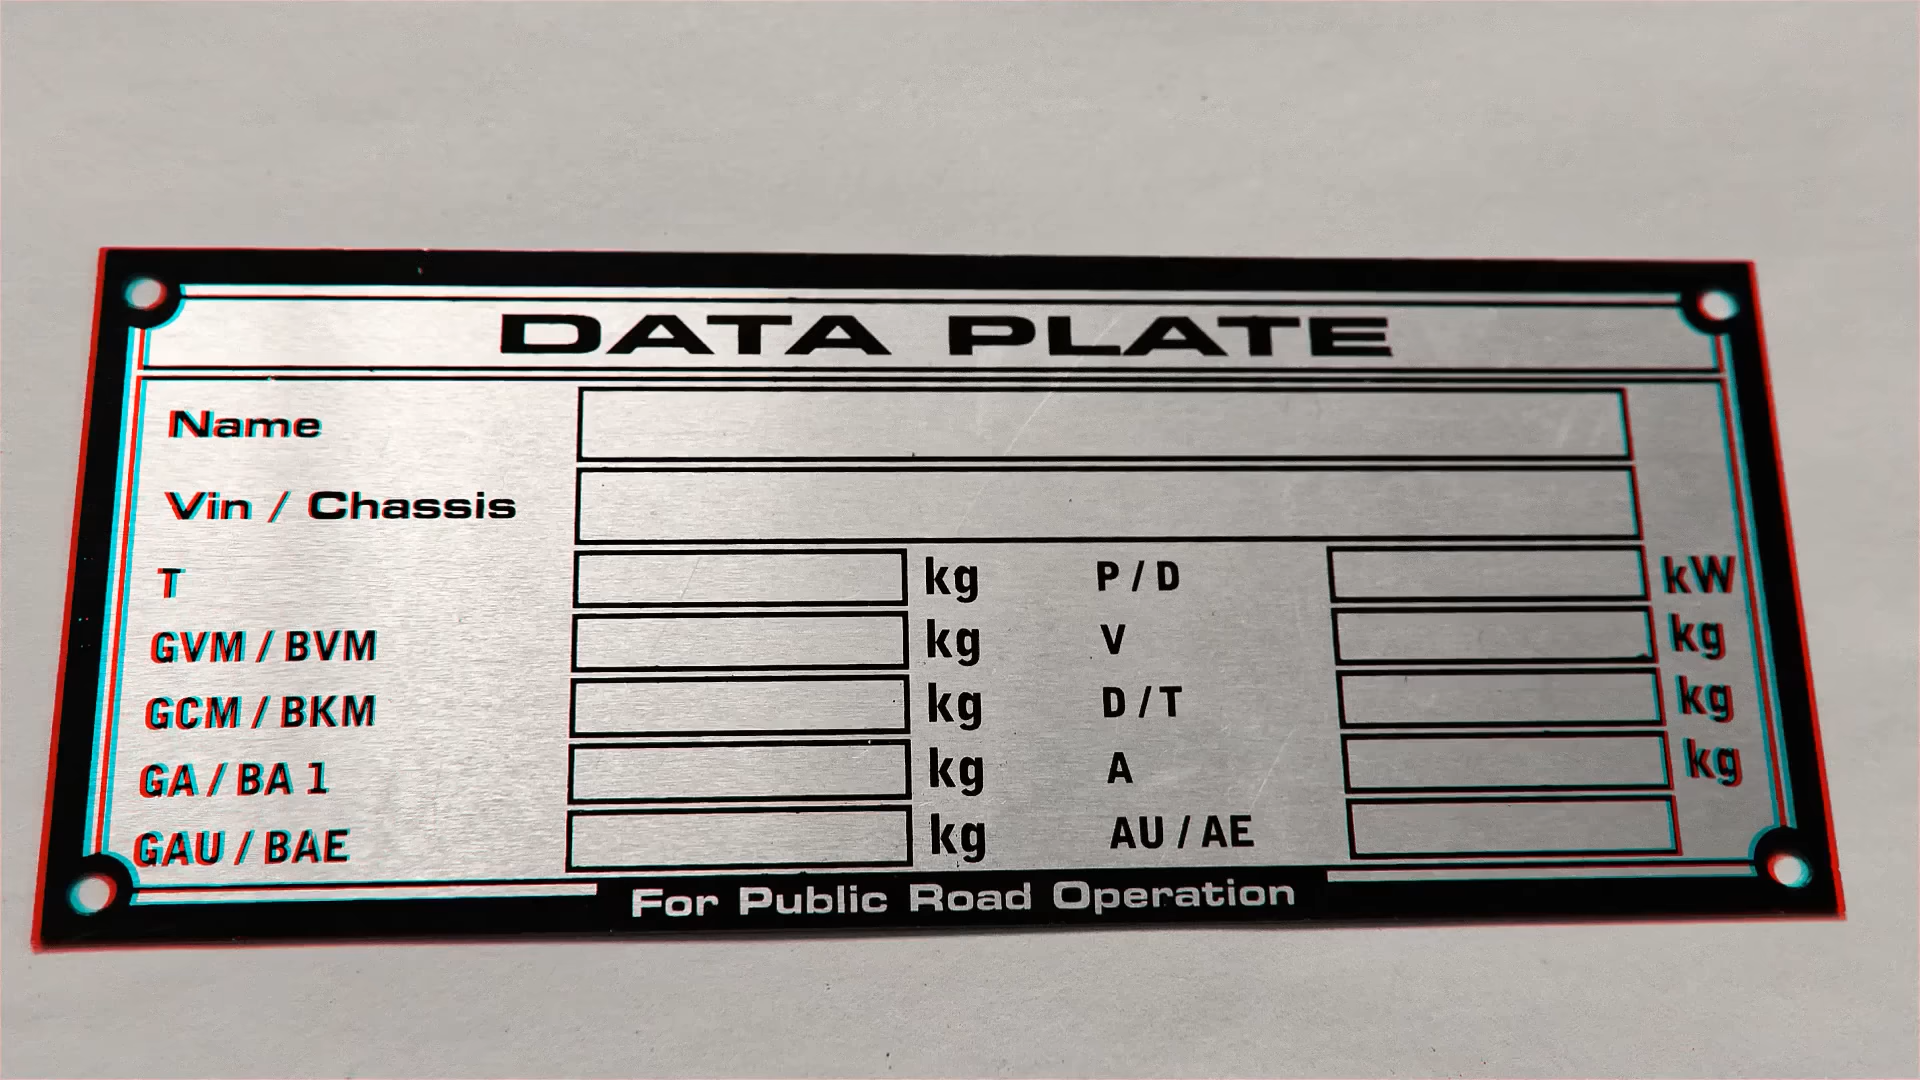 DATA PLATE
Name
Vin / Chassis
T kg P / D kW
GVM / BVM kg V kg
GCM / BKM kg D / T kg
GA / BA 1 kg A kg
GAU / BAE kg AU / AE
For Public Road Operation